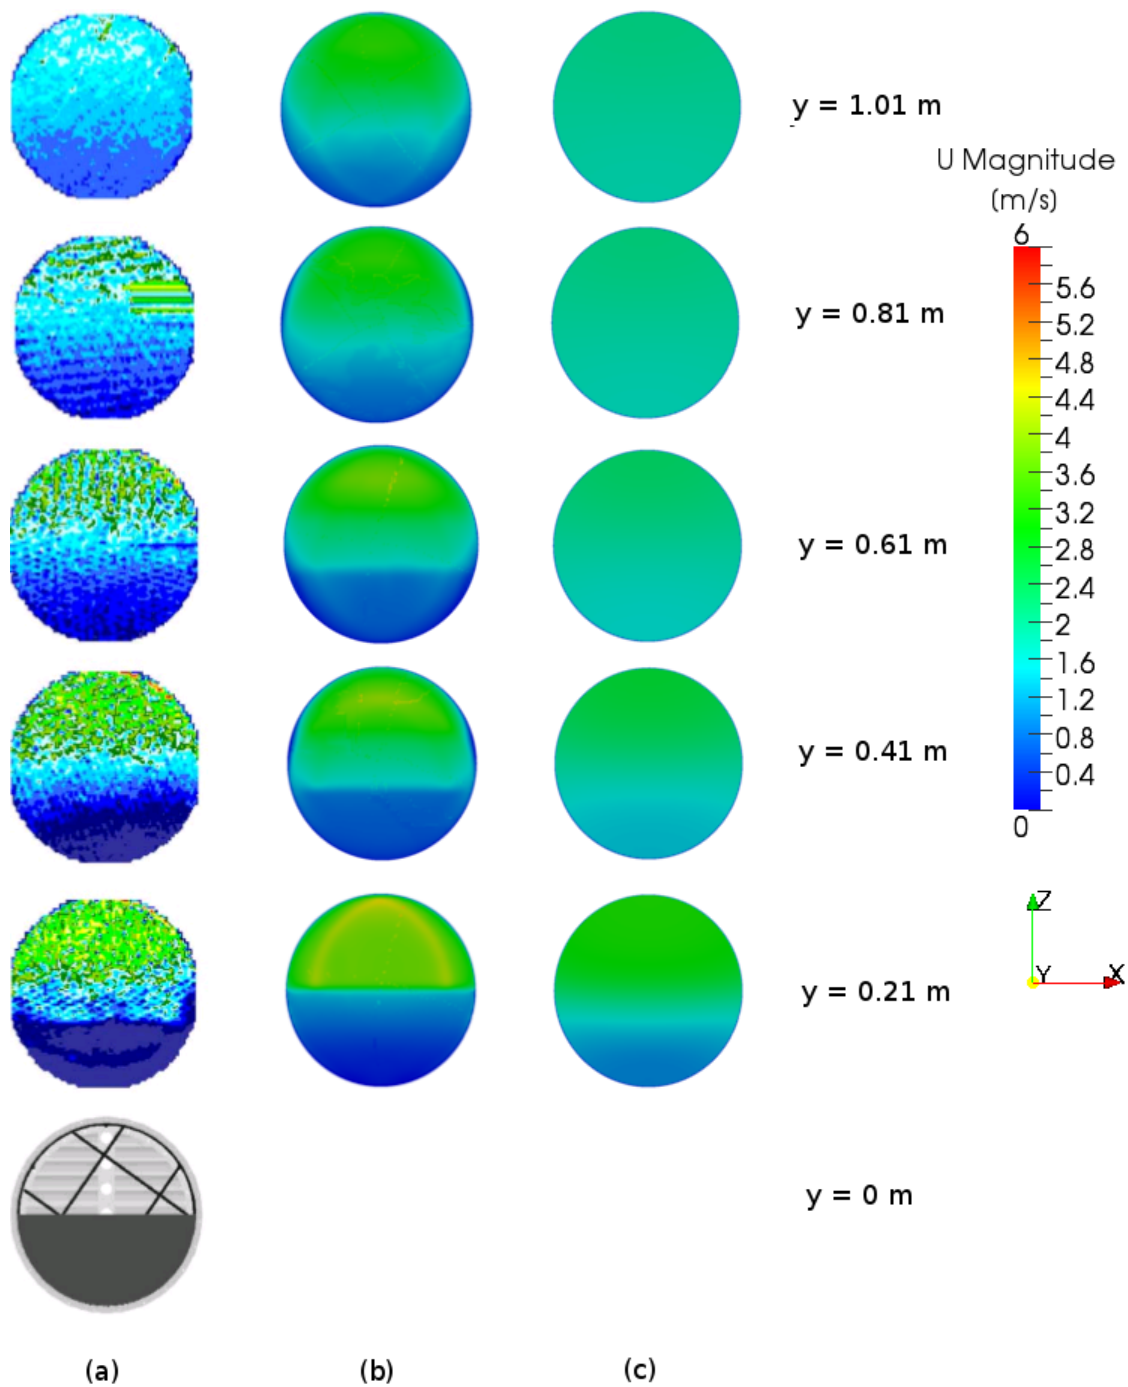 y = 1.01 m
U Magnitude
(m/s)
6
y = 0.81 m
5.6
5.2
4.8
4.4
4
3.6
3.2
y = 0.61 m
2.8
2.4
2
1.6
1.2
y = 0.41 m
0.8
0.4
0
Z
Y
X
y = 0.21 m
y = 0 m
(a) (b) (c)